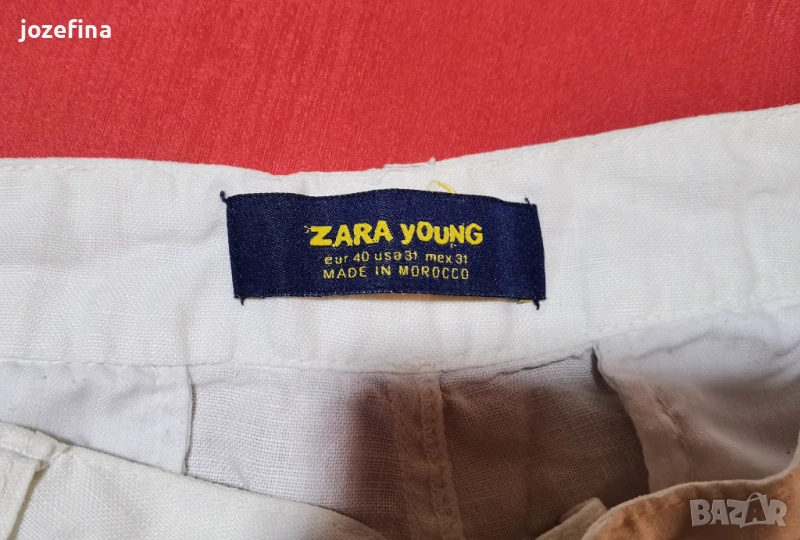 jozefina
ZARA YOUNG
eur 40 usa 31 mex 31
MADE IN MOROCCO
BAZAR